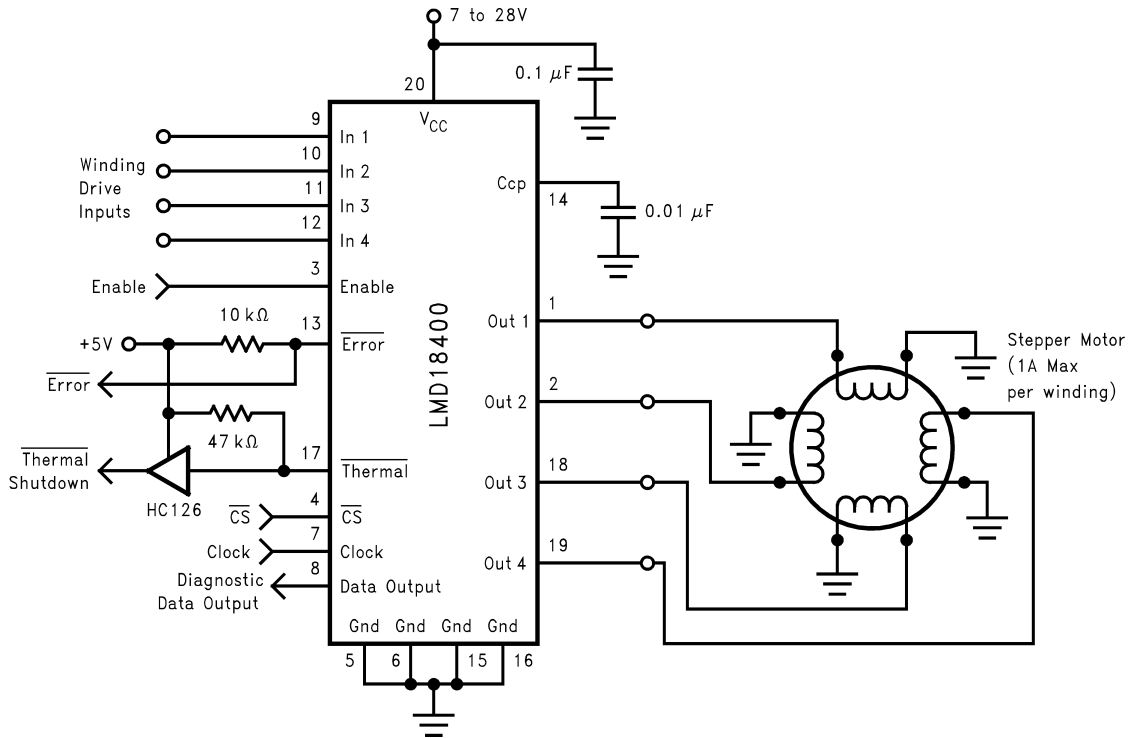 7 to 28V
0.1 μF
20
V_CC
9
In 1
10
In 2
11
In 3
12
In 4
Winding
Drive
Inputs
3
Enable
Enable
10 kΩ
13
+5V
Error
Error
47 kΩ
17
Thermal
Shutdown
Thermal
HC126
4
CS
CS
7
Clock
Clock
8
Diagnostic
Data Output
Data Output
LMD18400
Ccp
14
0.01 μF
1
Out 1
2
Out 2
18
Out 3
19
Out 4
Stepper Motor
(1A Max
per winding)
Gnd Gnd Gnd Gnd
5 6 15 16